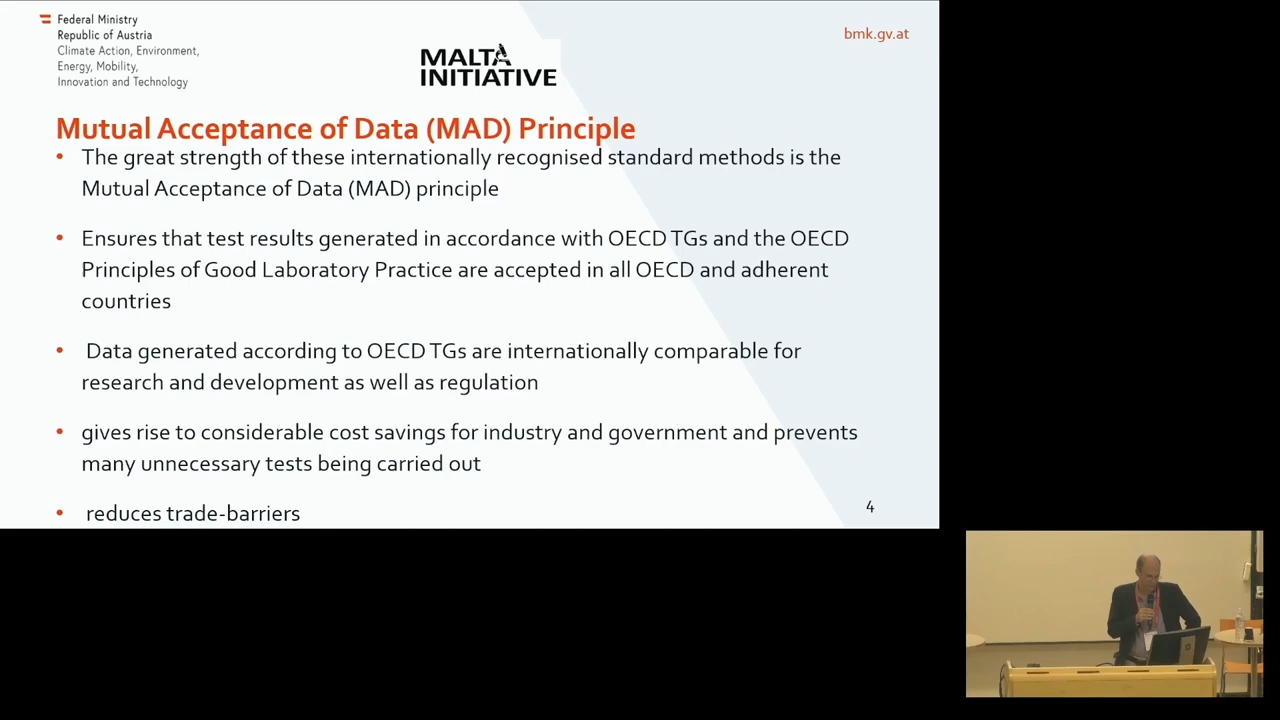 Federal Ministry
Republic of Austria
Climate Action, Environment,
Energy, Mobility,
Innovation and Technology
MALTA
INITIATIVE
bmk.gv.at
Mutual Acceptance of Data (MAD) Principle
• The great strength of these internationally recognised standard methods is the
Mutual Acceptance of Data (MAD) principle
• Ensures that test results generated in accordance with OECD TGs and the OECD
Principles of Good Laboratory Practice are accepted in all OECD and adherent
countries
• Data generated according to OECD TGs are internationally comparable for
research and development as well as regulation
• gives rise to considerable cost savings for industry and government and prevents
many unnecessary tests being carried out
• reduces trade-barriers
4